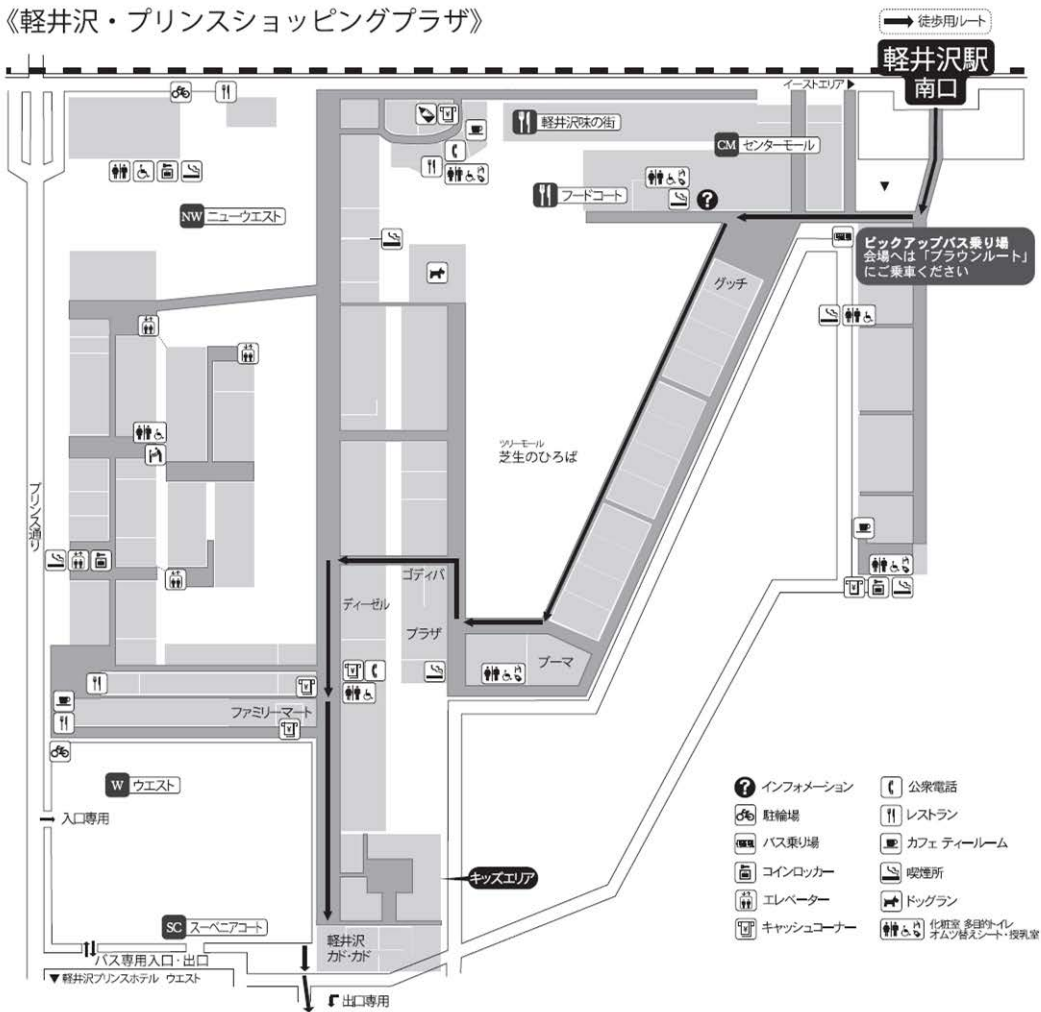 《軽井沢・プリンスショッピングプラザ》
徒歩用ルート
軽井沢駅
南口
イーストエリア
軽井沢味の街
CM センターモール
フードコート
NW ニューウエスト
ピックアップバス乗り場
会場へは「ブラウンルート」
にご乗車ください
グッチ
ツリーモール
芝生のひろば
プリンス通り
ゴディバ
ディーゼル
プラザ
プーマ
ファミリーマート
W ウエスト
入口専用
キッズエリア
SC スーベニアコート
軽井沢
カド・カド
バス専用入口・出口
▼軽井沢プリンスホテル ウエスト
出口専用
? インフォメーション
駐輪場
バス乗り場
コインロッカー
エレベーター
キャッシュコーナー
公衆電話
レストラン
カフェ ティールーム
喫煙所
ドッグラン
化粧室 多目的トイレ
オムツ替えシート・授乳室